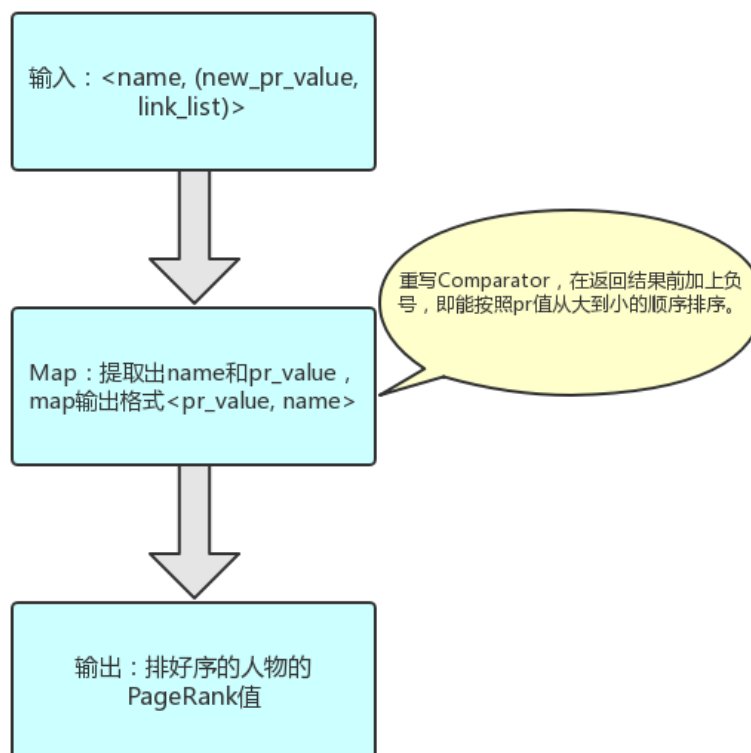 输入：<name, (new_pr_value,
link_list)>
重写Comparator，在返回结果前加上负
号，即能按照pr值从大到小的顺序排序。
Map：提取出name和pr_value，
map输出格式<pr_value, name>
输出：排好序的人物的
PageRank值